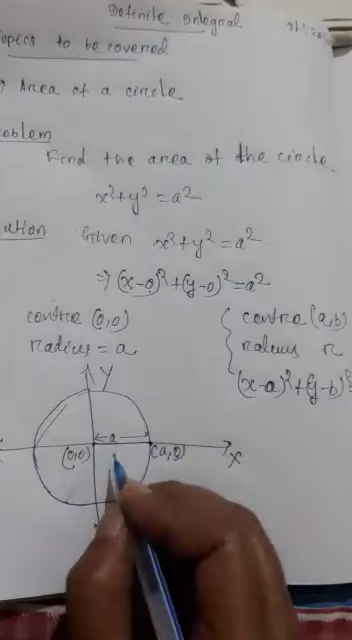 Definite integral
Topics to be covered
Area of a circle
Problem
Find the area of the circle
x²+y²=a²
Given x²+y²=a²
⇒ (x-0)²+(y-0)²=a²
centre (0,0)
radius = a
centre (a,b)
radius r
(x-a)²+(y-b)²
Y
a
(0,0)
(a,0)
X